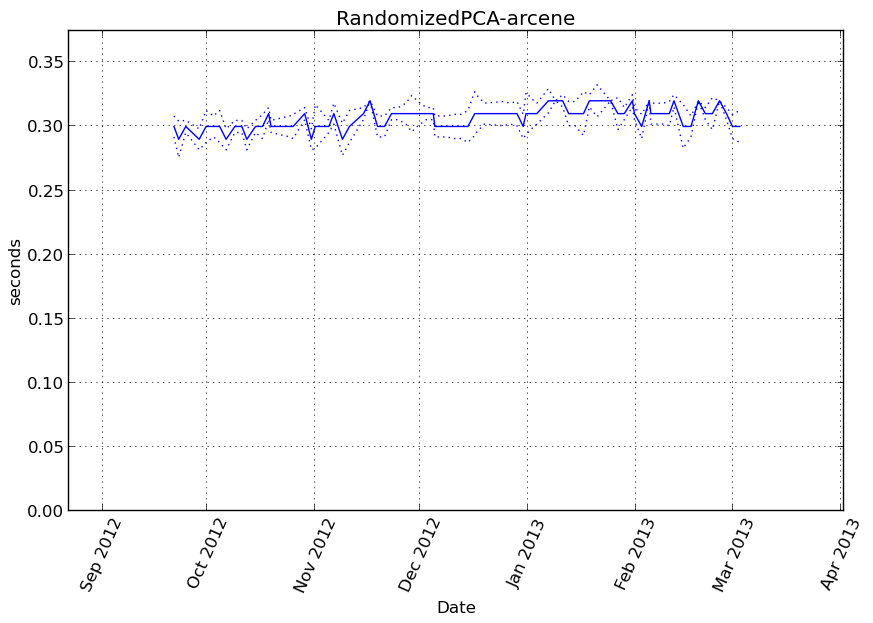 RandomizedPCA-arcene
0.35
0.30
0.25
0.20
0.15
0.10
0.05
0.00
seconds
Sep 2012
Oct 2012
Nov 2012
Dec 2012
Jan 2013
Feb 2013
Mar 2013
Apr 2013
Date